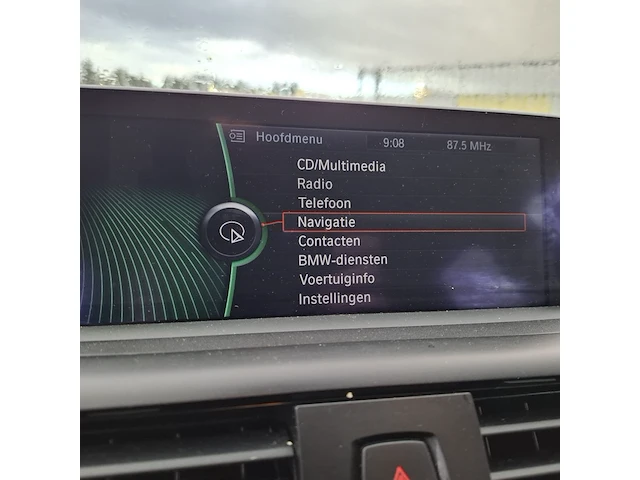 Hoofdmenu 9:08 87.5 MHz
CD/Multimedia
Radio
Telefoon
Navigatie
Contacten
BMW-diensten
Voertuiginfo
Instellingen